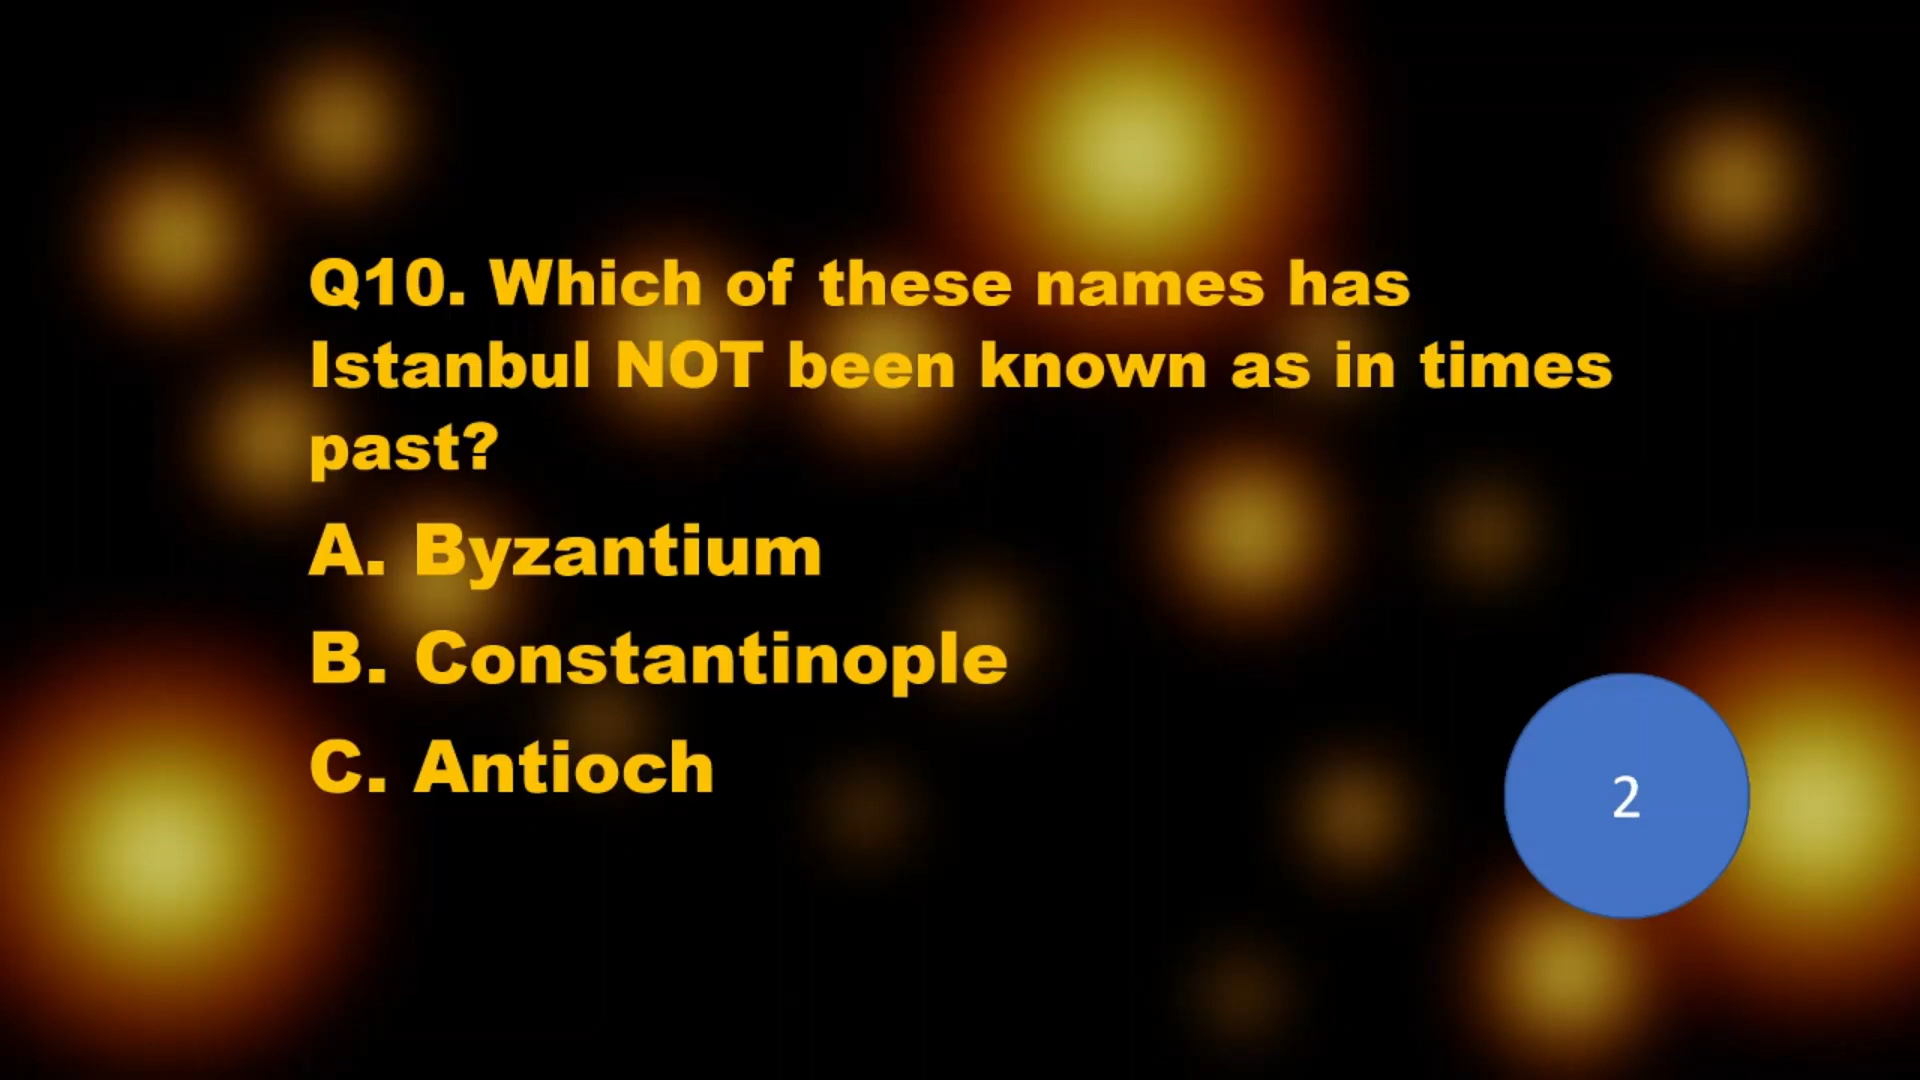 Q10. Which of these names has
Istanbul NOT been known as in times
past?
A. Byzantium
B. Constantinople
C. Antioch
2